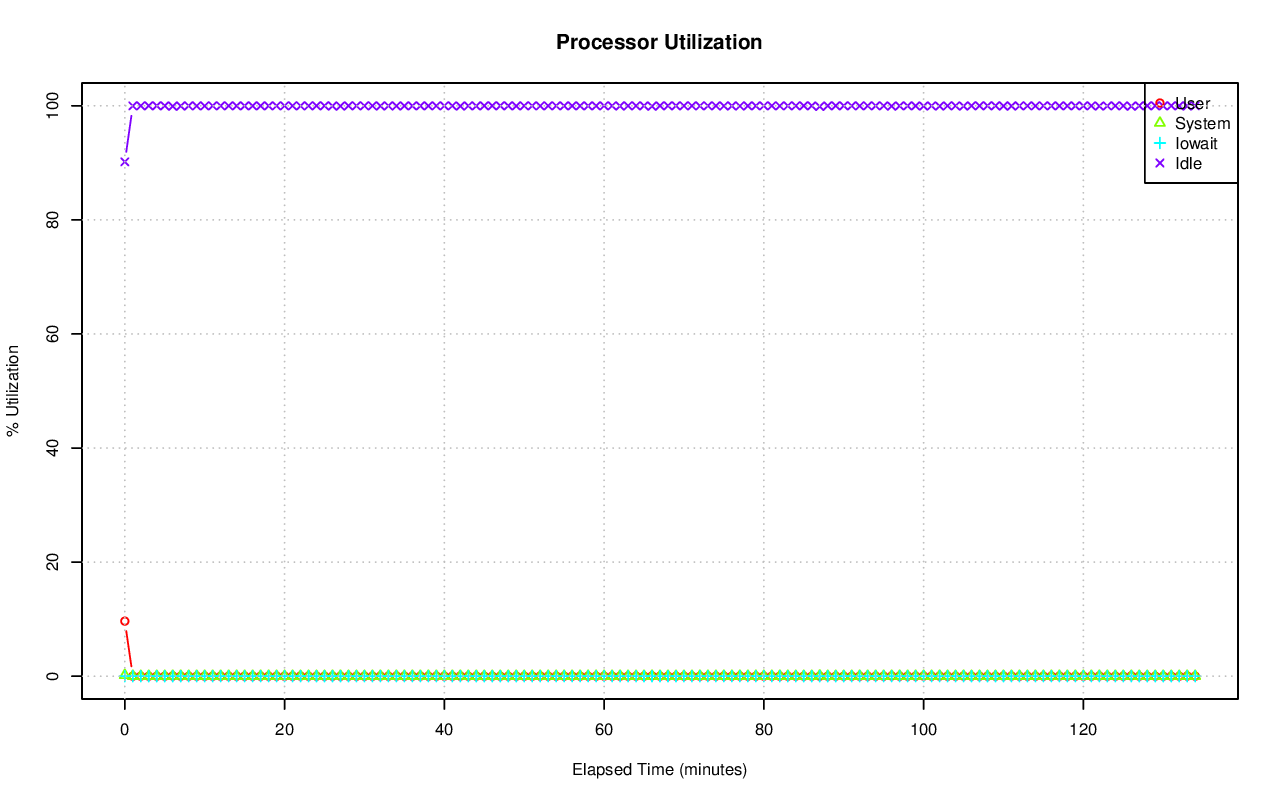 Processor Utilization
100
80
60
40
20
0
% Utilization
User
System
Iowait
Idle
0 20 40 60 80 100 120
Elapsed Time (minutes)